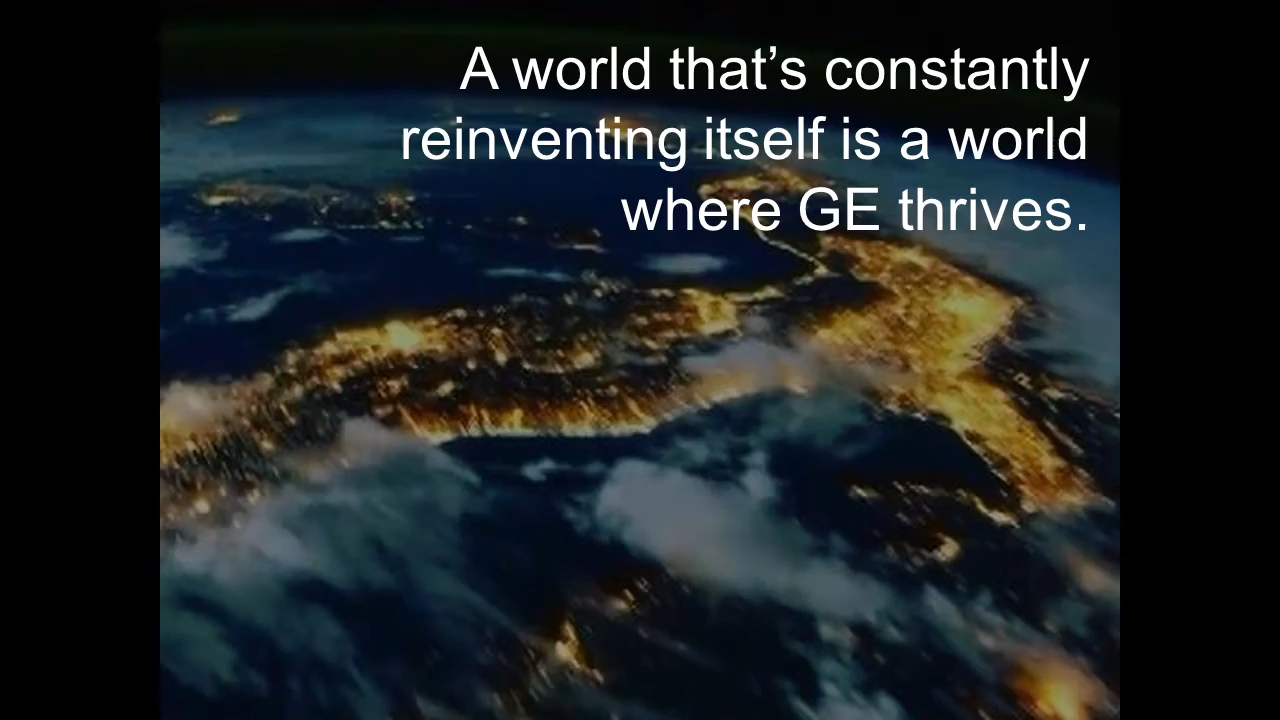 A world that’s constantly
reinventing itself is a world
where GE thrives.